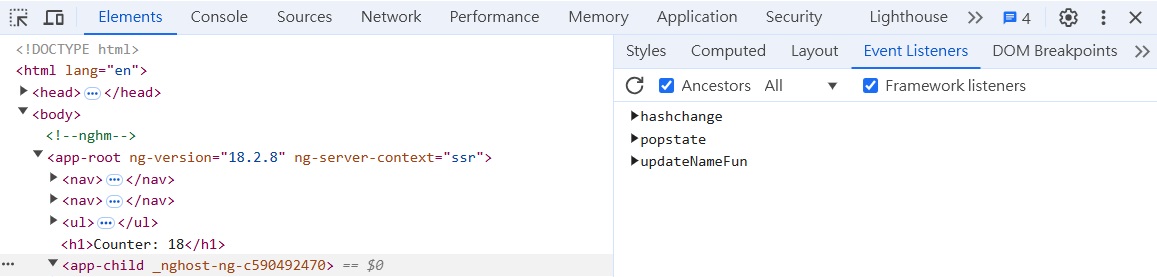 Elements Console Sources Network Performance Memory Application Security Lighthouse 4
<!DOCTYPE html>
<html lang="en">
<head> ••• </head>
<body>
<!--nghm-->
<app-root ng-version="18.2.8" ng-server-context="ssr">
<nav> ••• </nav>
<nav> ••• </nav>
<ul> ••• </ul>
<h1>Counter: 18</h1>
••• <app-child _nghost-ng-c590492470> == $0
Styles Computed Layout Event Listeners DOM Breakpoints
Ancestors All Framework listeners
hashchange
popstate
updateNameFun